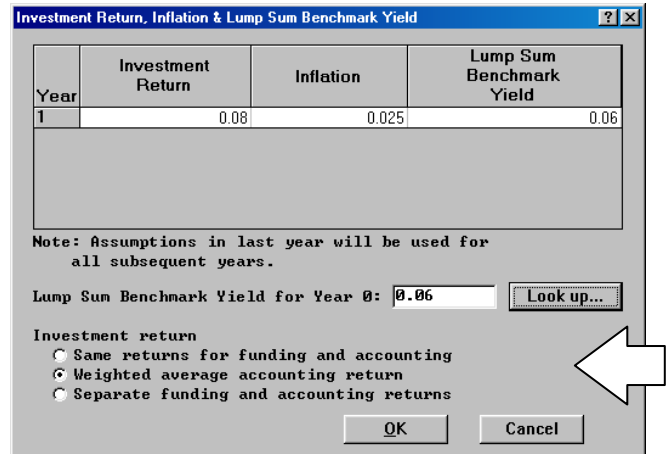 Investment Return, Inflation & Lump Sum Benchmark Yield
Year Investment Return Inflation Lump Sum Benchmark Yield
1 0.08 0.025 0.06
Note: Assumptions in last year will be used for
all subsequent years.
Lump Sum Benchmark Yield for Year 0: 0.06 Look up...
Investment return
Same returns for funding and accounting
Weighted average accounting return
Separate funding and accounting returns
OK Cancel